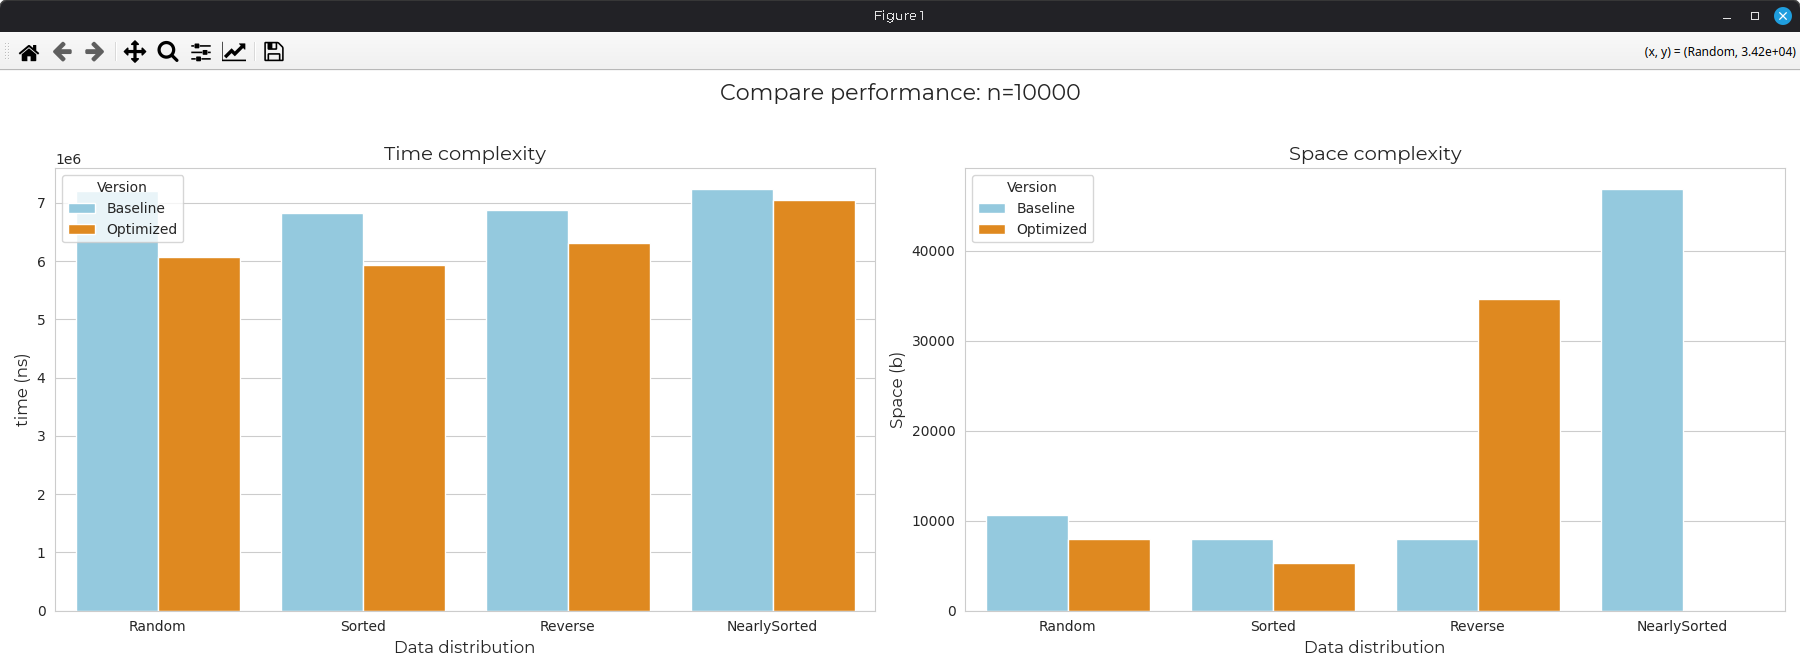 Figure 1
(x, y) = (Random, 3.42e+04)
Compare performance: n=10000
Time complexity
1e6
Version
Baseline
Optimized
7
6
5
4
3
2
1
0
time (ns)
Random Sorted Reverse NearlySorted
Data distribution
Space complexity
Version
Baseline
Optimized
40000
30000
20000
10000
0
Space (b)
Random Sorted Reverse NearlySorted
Data distribution